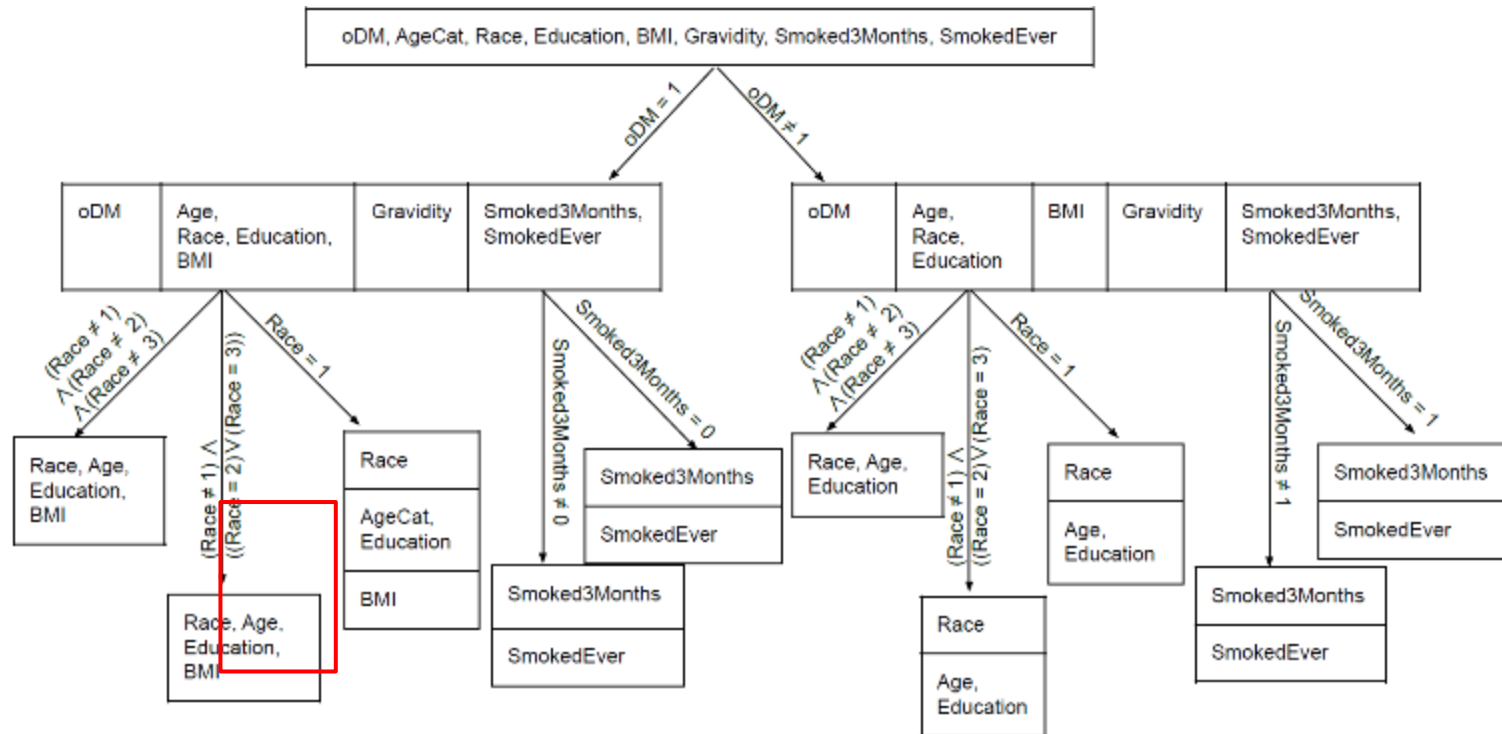 oDM, AgeCat, Race, Education, BMI, Gravidity, Smoked3Months, SmokedEver
oDM = 1
oDM ≠ 1
oDM
Age,
Race, Education,
BMI
Gravidity
Smoked3Months,
SmokedEver
oDM
Age,
Race,
Education
BMI
Gravidity
Smoked3Months,
SmokedEver
(Race ≠ 1)
∧(Race ≠ 2)
∧(Race ≠ 3)
(Race ≠ 1) ∧
((Race = 2)∨(Race = 3))
Race = 1
Smoked3Months ≠ 0
Smoked3Months = 0
(Race ≠ 1)
∧(Race ≠ 2)
∧(Race ≠ 3)
(Race ≠ 1) ∧
((Race = 2)∨(Race = 3)
Race = 1
Smoked3Months ≠ 1
Smoked3Months = 1
Race, Age,
Education,
BMI
Race, Age,
Education,
BMI
Race
AgeCat,
Education
BMI
Smoked3Months
SmokedEver
Smoked3Months
SmokedEver
Race, Age,
Education
Race
Age,
Education
Race
Age,
Education
Smoked3Months
SmokedEver
Smoked3Months
SmokedEver